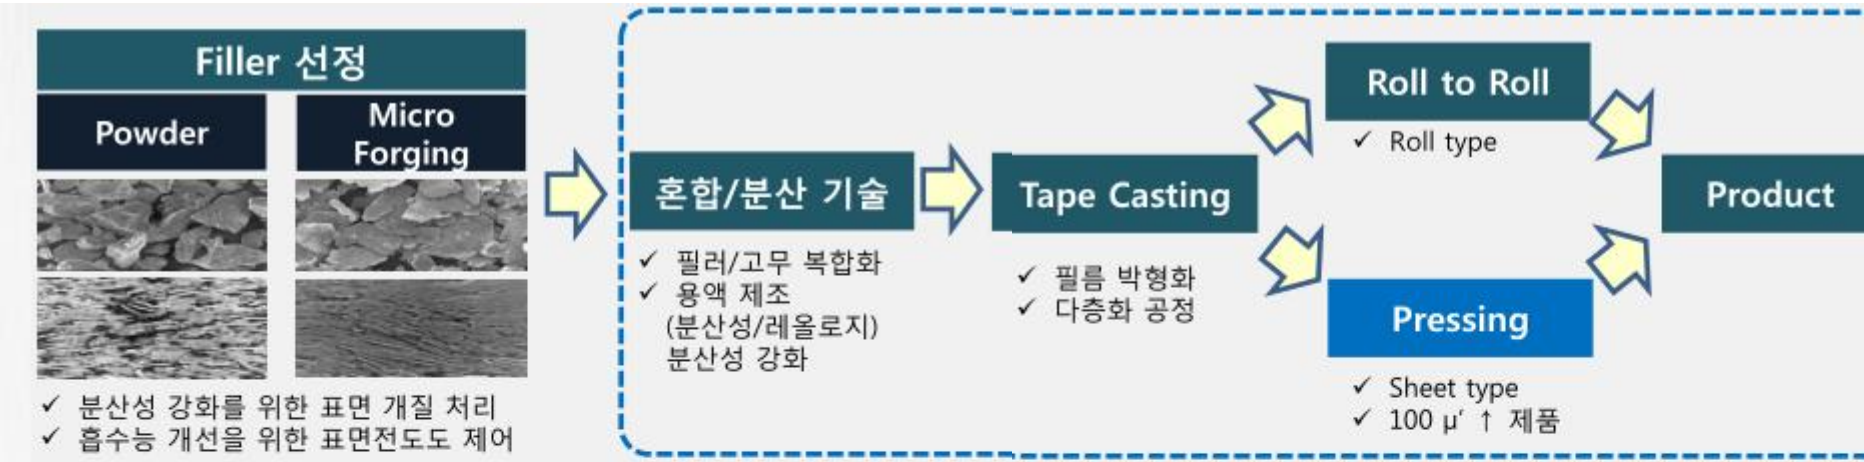 Filler 선정
Powder
Micro
Forging
✓ 분산성 강화를 위한 표면 개질 처리
✓ 흡수능 개선을 위한 표면전도도 제어
혼합/분산 기술
✓ 필러/고무 복합화
✓ 용액 제조
(분산성/레올로지)
분산성 강화
Tape Casting
✓ 필름 박형화
✓ 다층화 공정
Roll to Roll
✓ Roll type
Pressing
✓ Sheet type
✓ 100 μ′ ↑ 제품
Product